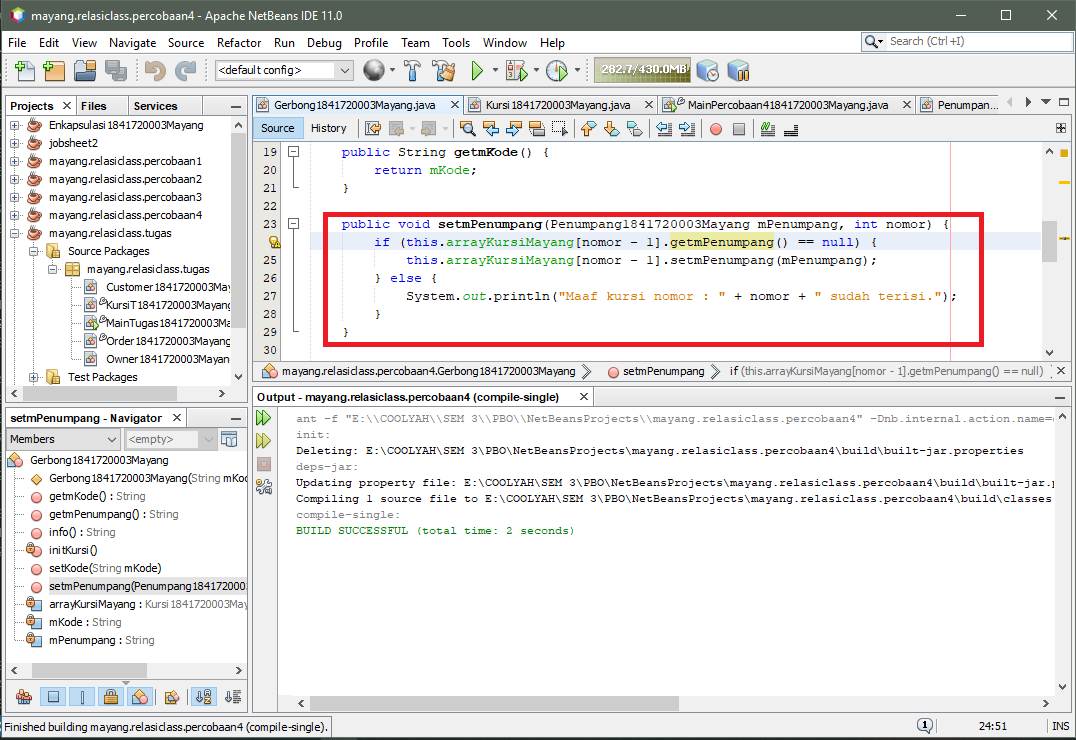 mayang.relasiclass.percobaan4 - Apache NetBeans IDE 11.0
File Edit View Navigate Source Refactor Run Debug Profile Team Tools Window Help
Search (Ctrl+I)
<default config>
282.7/430.0MB
Projects Files Services
Enkapsulasi1841720003Mayang
jobsheet2
mayang.relasiclass.percobaan1
mayang.relasiclass.percobaan2
mayang.relasiclass.percobaan3
mayang.relasiclass.percobaan4
mayang.relasiclass.tugas
Source Packages
mayang.relasiclass.tugas
Customer1841720003May
KursiT1841720003Mayang
MainTugas1841720003Ma
Order1841720003Mayang
Owner1841720003Mayan
Test Packages
setmPenumpang - Navigator
Members <empty>
Gerbong1841720003Mayang
Gerbong1841720003Mayang(String mKod
getmKode() : String
getmPenumpang() : String
info() : String
initKursi()
setKode(String mKode)
setmPenumpang(Penumpang184172000
arrayKursiMayang : Kursi1841720003May
mKode : String
mPenumpang : String
Gerbong1841720003Mayang.java Kursi1841720003Mayang.java MainPercobaan41841720003Mayang.java Penumpan...
Source History
19 public String getmKode() {
20 return mKode;
21 }
22
23 public void setmPenumpang(Penumpang1841720003Mayang mPenumpang, int nomor) {
if (this.arrayKursiMayang[nomor - 1].getmPenumpang() == null) {
25 this.arrayKursiMayang[nomor - 1].setmPenumpang(mPenumpang);
26 } else {
27 System.out.println("Maaf kursi nomor : " + nomor + " sudah terisi.");
28 }
29 }
30
mayang.relasiclass.percobaan4.Gerbong1841720003Mayang setmPenumpang if (this.arrayKursiMayang[nomor - 1].getmPenumpang() == null)
Output - mayang.relasiclass.percobaan4 (compile-single)
ant -f "E:\\COOLYAH\\SEM 3\\PBO\\NetBeansProjects\\mayang.relasiclass.percobaan4" -Dnb.internal.action.name=
init:
Deleting: E:\COOLYAH\SEM 3\PBO\NetBeansProjects\mayang.relasiclass.percobaan4\build\built-jar.properties
deps-jar:
Updating property file: E:\COOLYAH\SEM 3\PBO\NetBeansProjects\mayang.relasiclass.percobaan4\build\built-jar.p
Compiling 1 source file to E:\COOLYAH\SEM 3\PBO\NetBeansProjects\mayang.relasiclass.percobaan4\build\classes
compile-single:
BUILD SUCCESSFUL (total time: 2 seconds)
Finished building mayang.relasiclass.percobaan4 (compile-single).
1 24:51 INS